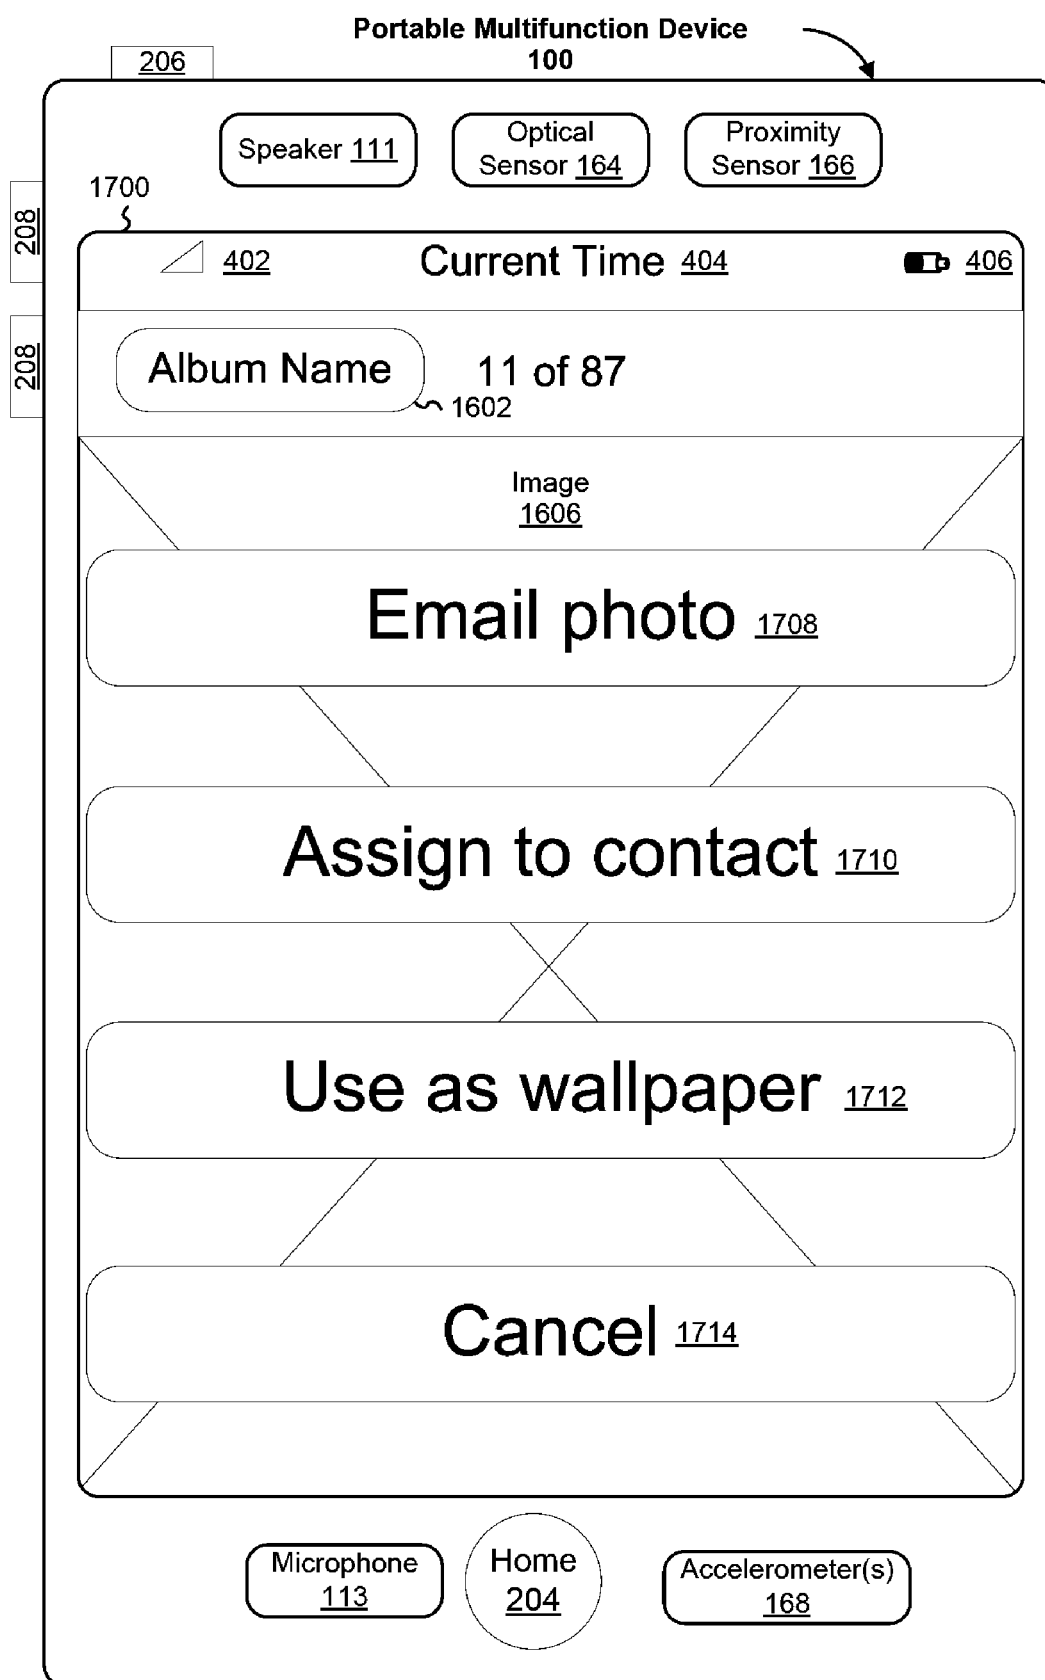 Portable Multifunction Device
100
206
Speaker 111
Optical
Sensor 164
Proximity
Sensor 166
1700
208
402
Current Time 404
406
208
Album Name
11 of 87
1602
Image
1606
Email photo 1708
Assign to contact 1710
Use as wallpaper 1712
Cancel 1714
Microphone
113
Home
204
Accelerometer(s)
168